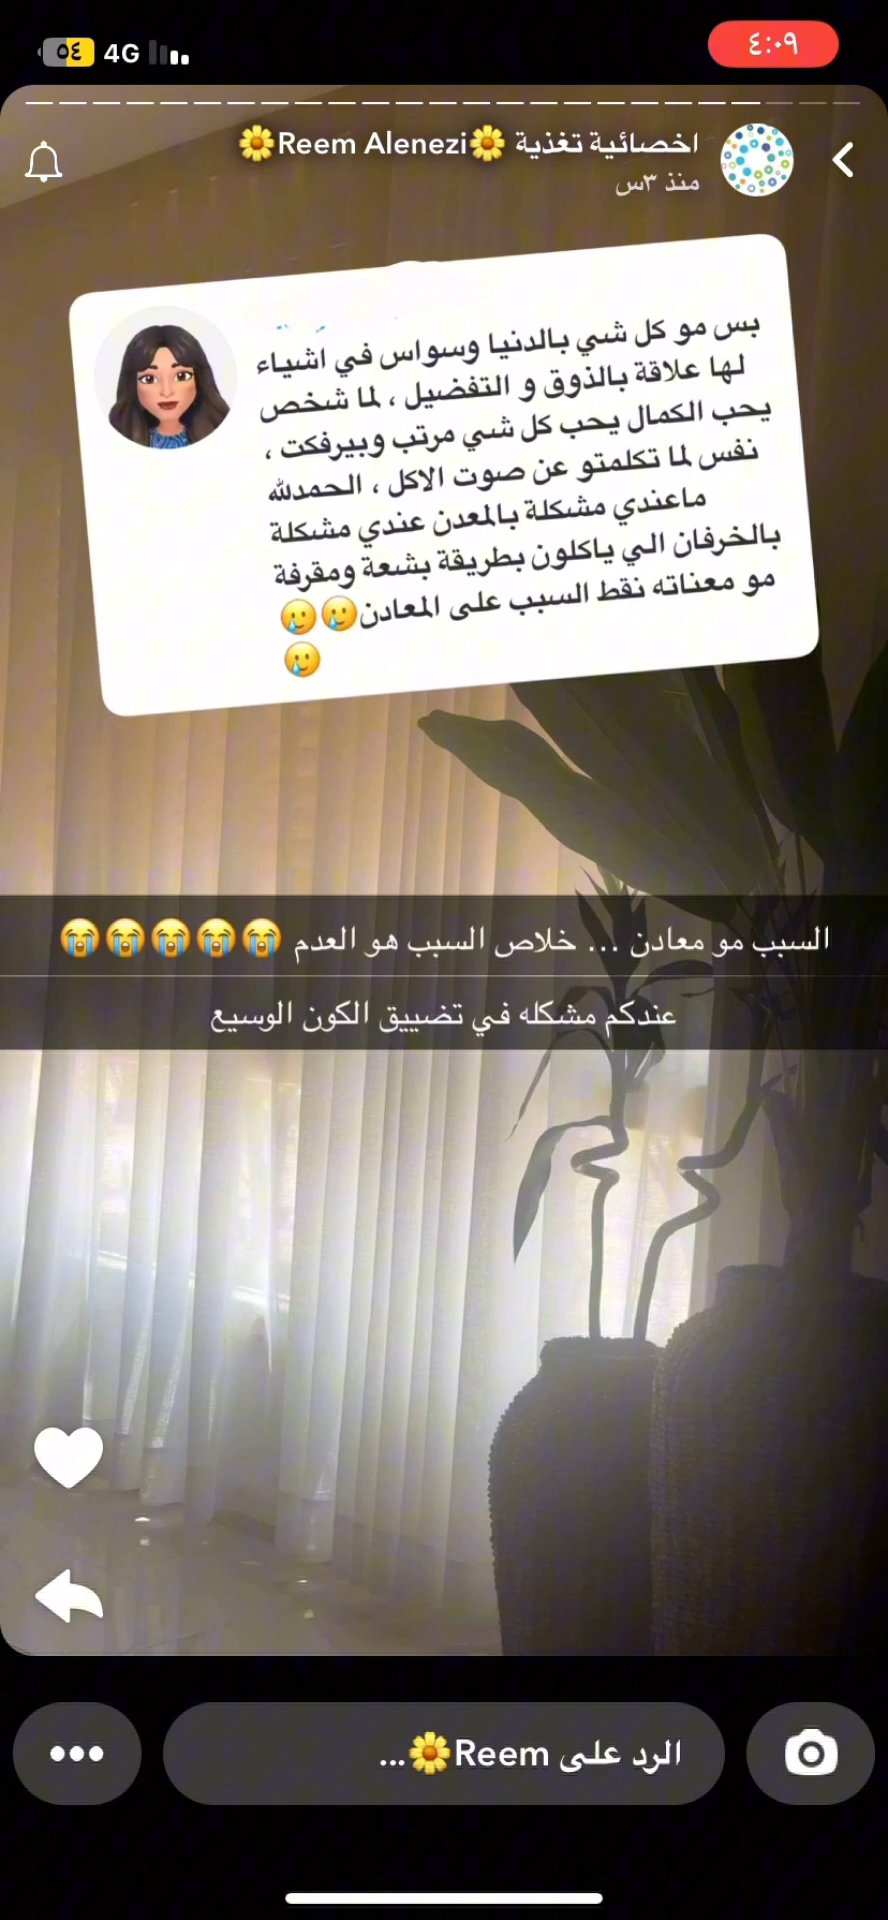 ٥٤ 4G ٤:٠٩
اخصائية تغذية 🌼Reem Alenezi🌼
منذ ٣س
بس مو كل شي بالدنيا وسواس في اشياء
لها علاقة بالذوق و التفضيل ، لما شخص
يحب الكمال يحب كل شي مرتب وبيرفكت ،
نفس لما تكلمتو عن صوت الاكل ، الحمدلله
ماعندي مشكلة بالمعدن عندي مشكلة
بالخرفان الي ياكلون بطريقة بشعة ومقرفة
مو معناته نقط السبب على المعادن🥲🥲
🥲
السبب مو معادن ... خلاص السبب هو العدم 😭😭😭😭😭
عندكم مشكله في تضييق الكون الوسيع
الرد على Reem🌼...